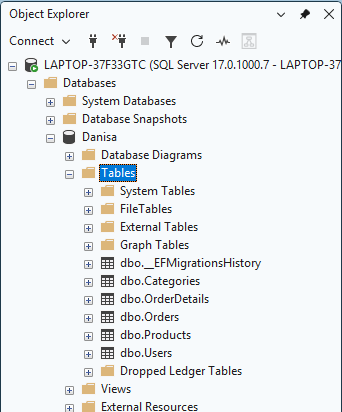 Object Explorer
Connect
LAPTOP-37F33GTC (SQL Server 17.0.1000.7 - LAPTOP-37
Databases
System Databases
Database Snapshots
Danisa
Database Diagrams
Tables
System Tables
FileTables
External Tables
Graph Tables
dbo.__EFMigrationsHistory
dbo.Categories
dbo.OrderDetails
dbo.Orders
dbo.Products
dbo.Users
Dropped Ledger Tables
Views
External Resources